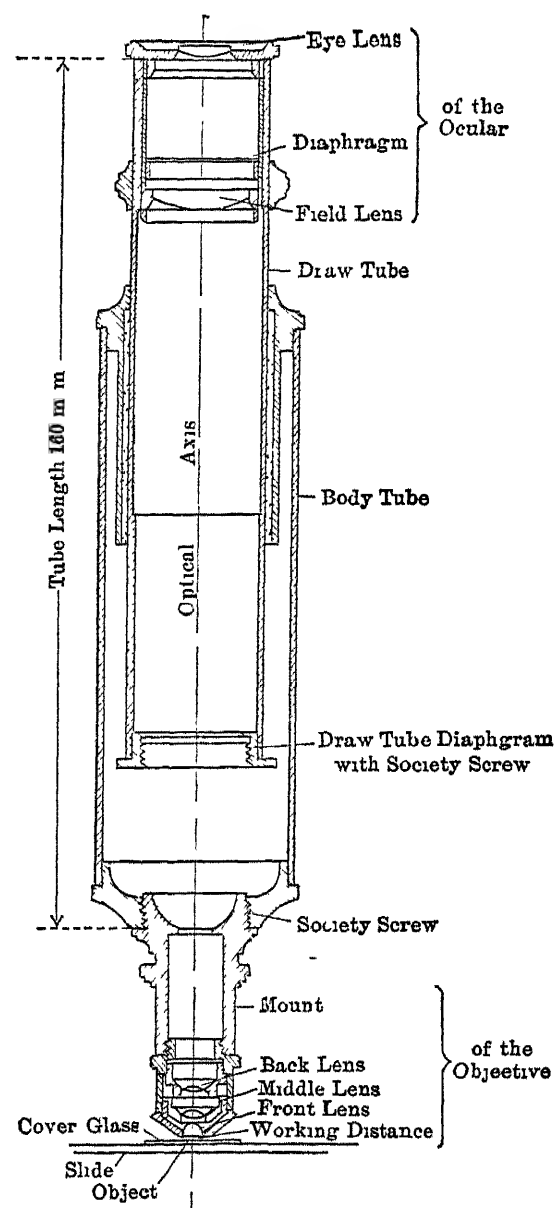 Eye Lens
of the
Ocular
Diaphragm
Field Lens
Draw Tube
Tube Length 160 m m
Axis
Body Tube
Optical
Draw Tube Diaphgram
with Society Screw
Society Screw
Mount
of the
Objective
Back Lens
Middle Lens
Front Lens
Cover Glass
Working Distance
Slide
Object